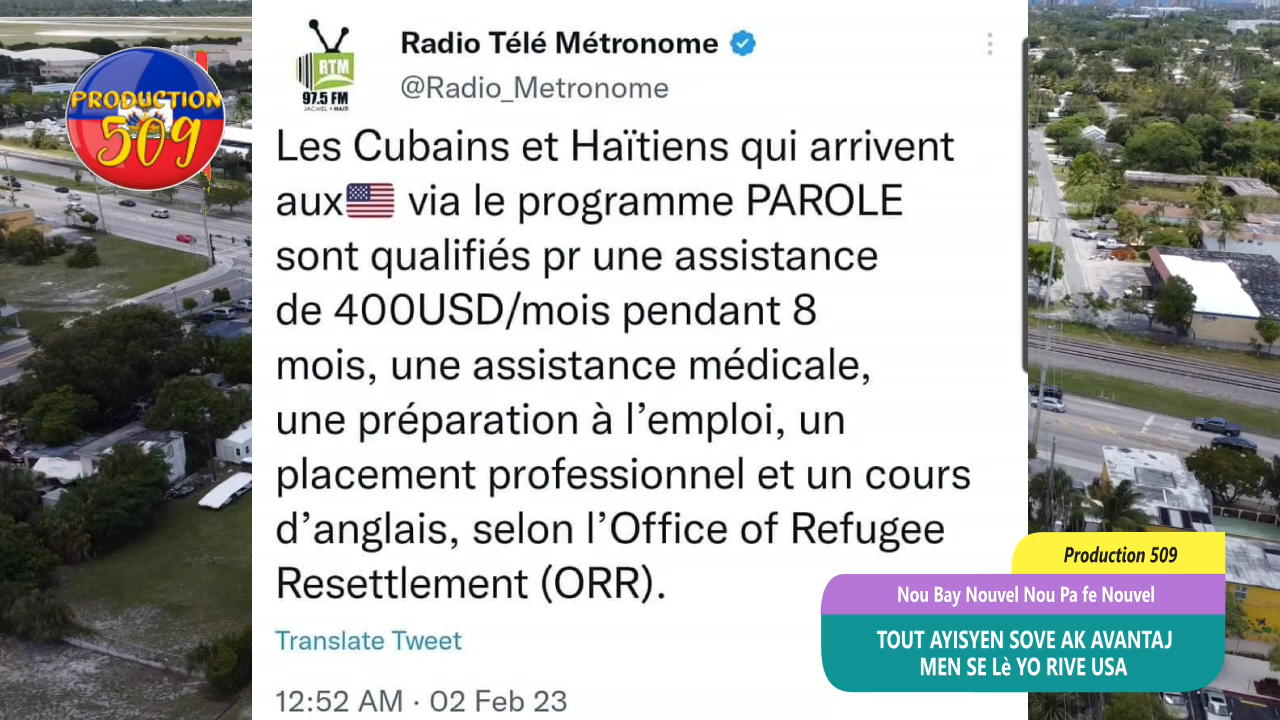 PRODUCTION
509
Radio Télé Métronome
@Radio_Metronome
RTM
97.5 FM
JACMEL • HAITI
Les Cubains et Haïtiens qui arrivent
aux🇺🇸 via le programme PAROLE
sont qualifiés pr une assistance
de 400USD/mois pendant 8
mois, une assistance médicale,
une préparation à l’emploi, un
placement professionnel et un cours
d’anglais, selon l’Office of Refugee
Resettlement (ORR).
Translate Tweet
12:52 AM · 02 Feb 23
Production 509
Nou Bay Nouvel Nou Pa fe Nouvel
TOUT AYISYEN SOVE AK AVANTAJ
MEN SE Lè YO RIVE USA